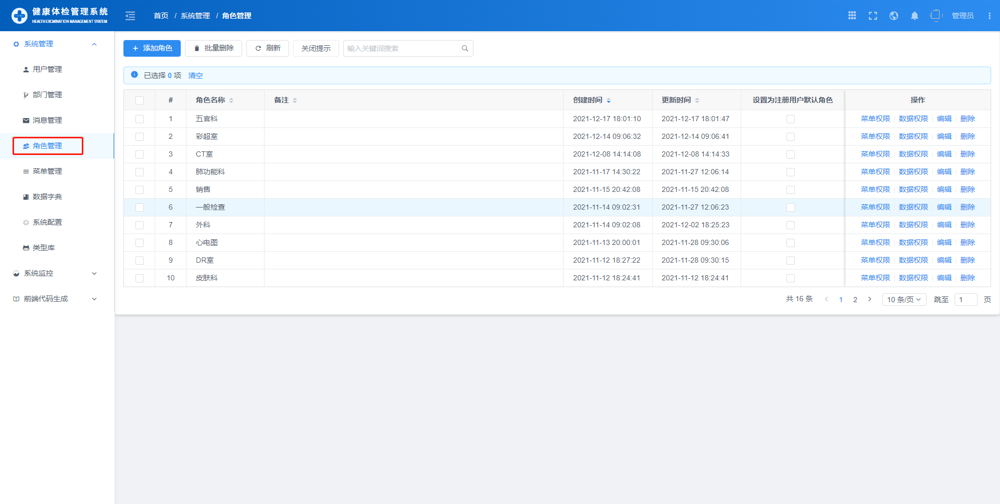 健康体检管理系统
HEALTH EXCMINATION MANAGEMENT SYATEM
首页 / 系统管理 / 角色管理
管理员
系统管理
用户管理
部门管理
消息管理
角色管理
菜单管理
数据字典
系统配置
类型库
系统监控
前端代码生成
+ 添加角色 批量删除 刷新 关闭提示 输入关键词搜索
已选择 0 项 清空
# 角色名称 备注 创建时间 更新时间 设置为注册用户默认角色 操作
1 五官科 2021-12-17 18:01:10 2021-12-17 18:01:47 菜单权限 数据权限 编辑 删除
2 彩超室 2021-12-14 09:06:32 2021-12-14 09:06:41 菜单权限 数据权限 编辑 删除
3 CT室 2021-12-08 14:14:08 2021-12-08 14:14:33 菜单权限 数据权限 编辑 删除
4 肺功能科 2021-11-17 14:30:22 2021-11-27 12:06:14 菜单权限 数据权限 编辑 删除
5 销售 2021-11-15 20:42:08 2021-11-15 20:42:08 菜单权限 数据权限 编辑 删除
6 一般检查 2021-11-14 09:02:31 2021-11-27 12:06:23 菜单权限 数据权限 编辑 删除
7 外科 2021-11-14 09:02:08 2021-12-02 18:25:23 菜单权限 数据权限 编辑 删除
8 心电图 2021-11-13 20:00:01 2021-11-28 09:30:06 菜单权限 数据权限 编辑 删除
9 DR室 2021-11-12 18:27:22 2021-11-28 09:30:15 菜单权限 数据权限 编辑 删除
10 皮肤科 2021-11-12 18:24:41 2021-11-12 18:24:41 菜单权限 数据权限 编辑 删除
共 16 条 1 2 10 条/页 跳至 1 页